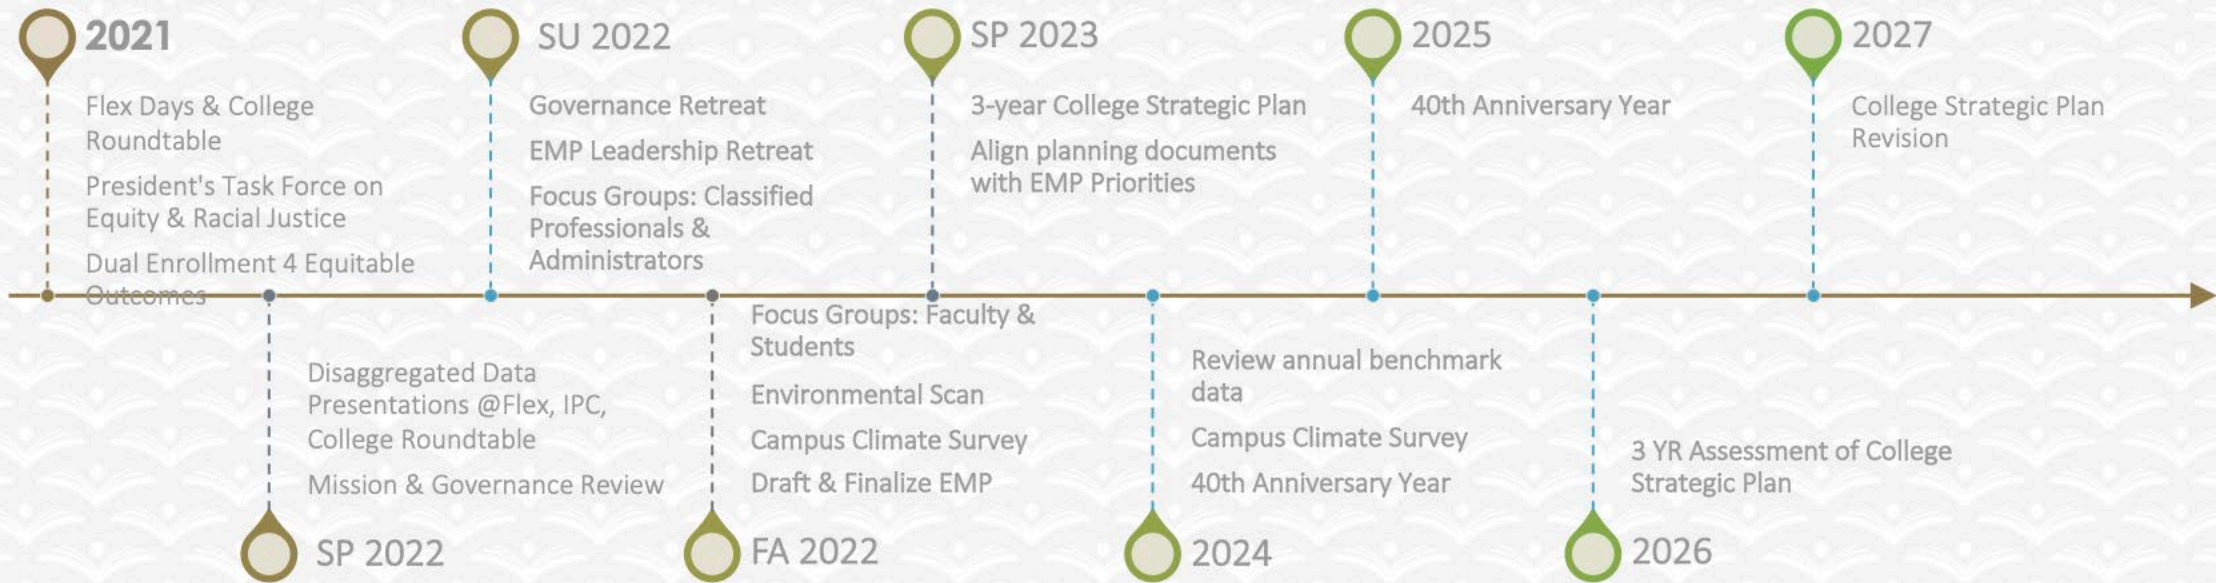 2021
Flex Days & College
Roundtable
President's Task Force on
Equity & Racial Justice
Dual Enrollment 4 Equitable
Outcomes
SU 2022
Governance Retreat
EMP Leadership Retreat
Focus Groups: Classified
Professionals &
Administrators
SP 2023
3-year College Strategic Plan
Align planning documents
with EMP Priorities
2025
40th Anniversary Year
2027
College Strategic Plan
Revision
Disaggregated Data
Presentations @Flex, IPC,
College Roundtable
Mission & Governance Review
SP 2022
Focus Groups: Faculty &
Students
Environmental Scan
Campus Climate Survey
Draft & Finalize EMP
FA 2022
Review annual benchmark
data
Campus Climate Survey
40th Anniversary Year
2024
3 YR Assessment of College
Strategic Plan
2026